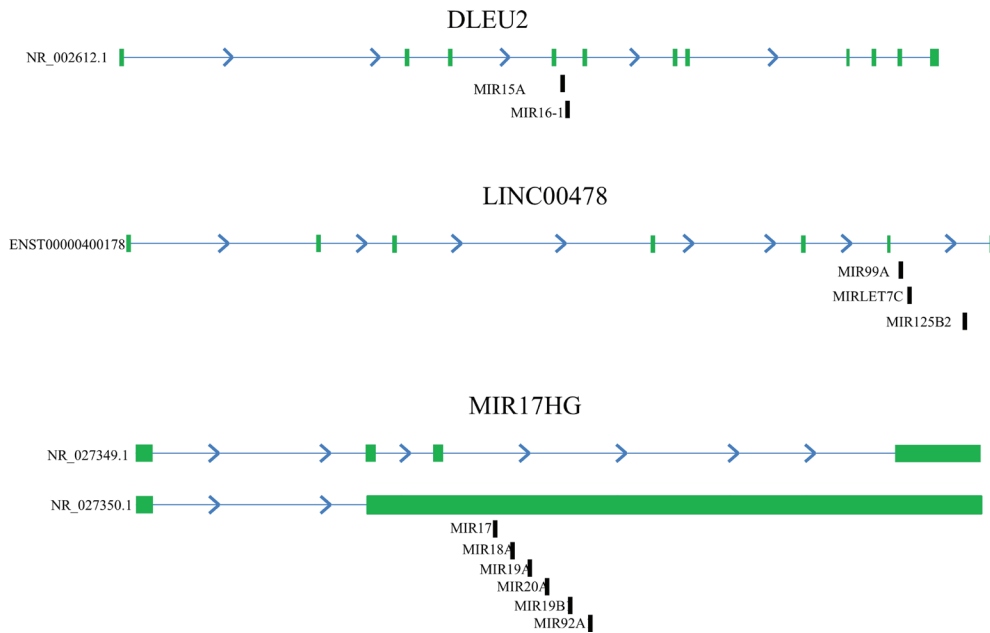 DLEU2
NR_002612.1
MIR15A
MIR16-1
LINC00478
ENST00000400178
MIR99A
MIRLET7C
MIR125B2
MIR17HG
NR_027349.1
NR_027350.1
MIR17
MIR18A
MIR19A
MIR20A
MIR19B
MIR92A